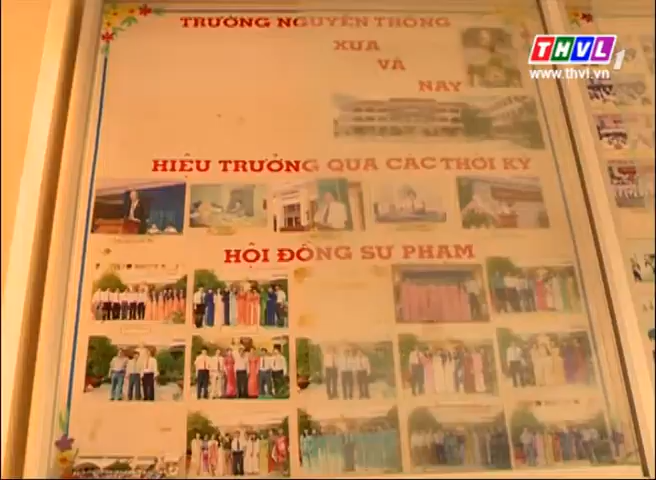 TRƯỜNG NGUYỄN THÔNG
XƯA
VÀ
NAY
THVL1
www.thvl.vn
HIỆU TRƯỞNG QUA CÁC THỜI KỲ
HỘI ĐỒNG SƯ PHẠM